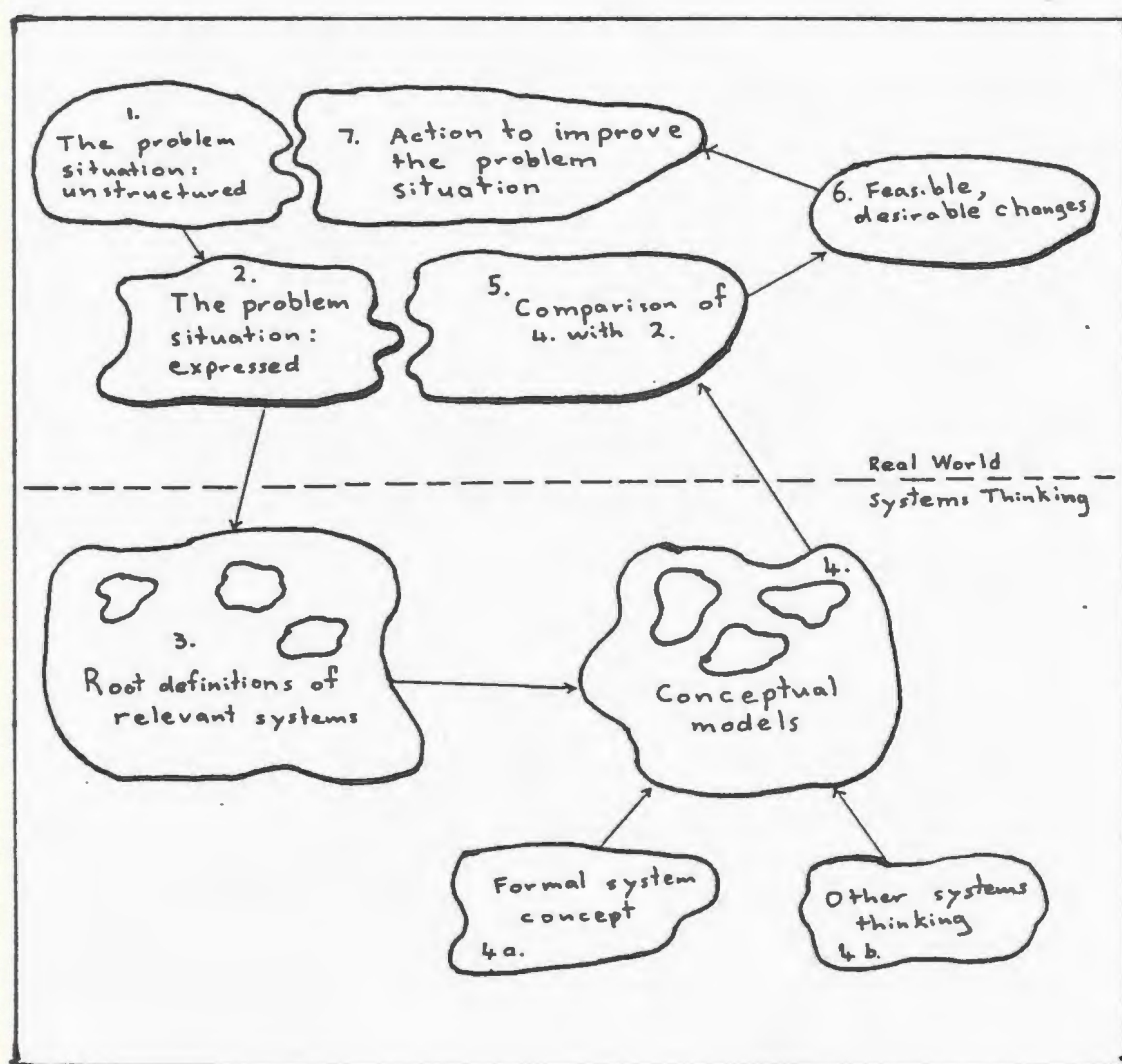 1.
The problem
situation:
unstructured
7. Action to improve
the problem
situation
6. Feasible,
desirable changes
2.
The problem
situation:
expressed
5.
Comparison of
4. with 2.
Real World
Systems Thinking
3.
Root definitions of
relevant systems
4.
Conceptual
models
Formal system
concept
4a.
Other systems
thinking
4b.